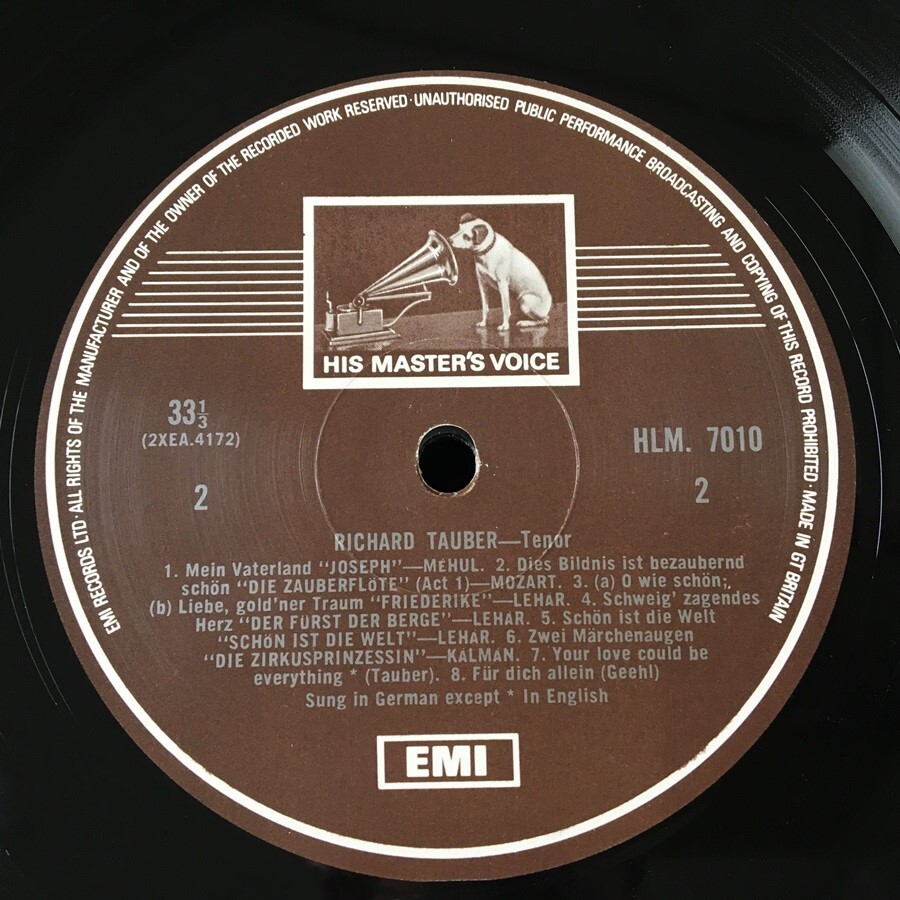 EMI RECORDS LTD · ALL RIGHTS OF THE MANUFACTURER AND OF THE OWNER OF THE RECORDED WORK RESERVED · UNAUTHORISED PUBLIC PERFORMANCE BROADCASTING AND COPYING OF THIS RECORD PROHIBITED · MADE IN GT BRITAIN
HIS MASTER'S VOICE
33⅓
(2XEA.4172)
HLM. 7010
2
2
RICHARD TAUBER—Tenor
1. Mein Vaterland "JOSEPH"—MÉHUL. 2. Dies Bildnis ist bezaubernd
schön "DIE ZAUBERFLÖTE" (Act 1)—MOZART. 3. (a) O wie schön;,
(b) Liebe, gold'ner Traum "FRIEDERIKE"—LEHÁR. 4. Schweig' zagendes
Herz "DER FÜRST DER BERGE"—LEHÁR. 5. Schön ist die Welt
"SCHÖN IST DIE WELT"—LEHÁR. 6. Zwei Märchenaugen
"DIE ZIRKUSPRINZESSIN"—KÁLMÁN. 7. Your love could be
everything * (Tauber). 8. Für dich allein (Geehl)
Sung in German except * In English
EMI